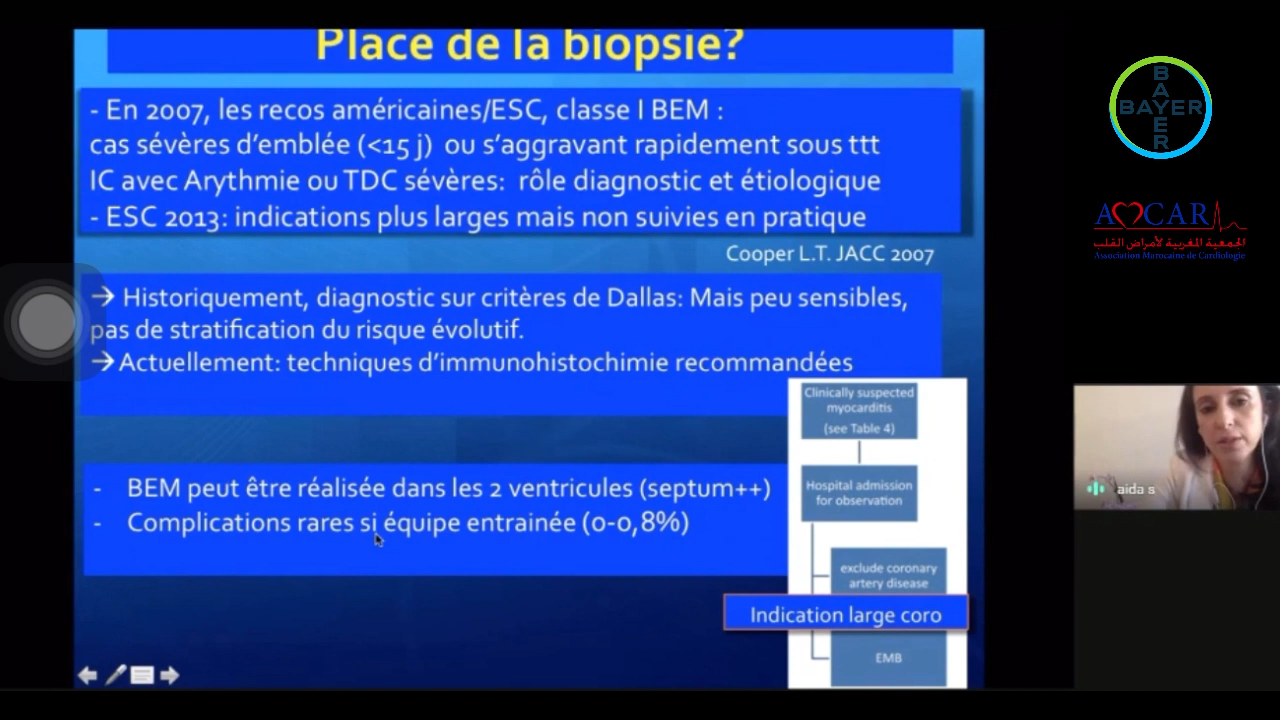 Place de la biopsie?
- En 2007, les recos américaines/ESC, classe I BEM :
cas sévères d'emblée (<15 j) ou s'aggravant rapidement sous ttt
IC avec Arythmie ou TDC sévères: rôle diagnostic et étiologique
- ESC 2013: indications plus larges mais non suivies en pratique
Cooper L.T. JACC 2007
→ Historiquement, diagnostic sur critères de Dallas: Mais peu sensibles,
pas de stratification du risque évolutif.
→ Actuellement: techniques d'immunohistochimie recommandées
- BEM peut être réalisée dans les 2 ventricules (septum++)
- Complications rares si équipe entrainée (0-0,8%)
Clinically suspected
myocarditis
(see Table 4)
Hospital admission
for observation
exclude coronary
artery disease
Indication large coro
EMB
BAYER
BAYER
AMCAR
الجمعية المغربية لأمراض القلب
Association Marocaine de Cardiologie
aida s